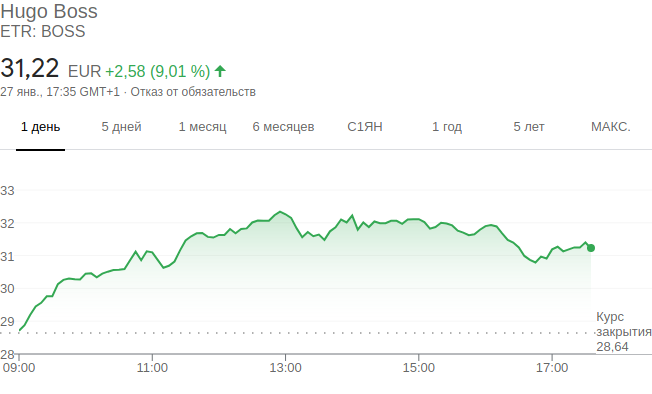 Hugo Boss
ETR: BOSS
31,22 EUR +2,58 (9,01 %)
27 янв., 17:35 GMT+1 · Отказ от обязательств
1 день 5 дней 1 месяц 6 месяцев С1ЯН 1 год 5 лет МАКС.
33
32
31
30
29
Курс
закрытия
28,64
28
09:00 11:00 13:00 15:00 17:00